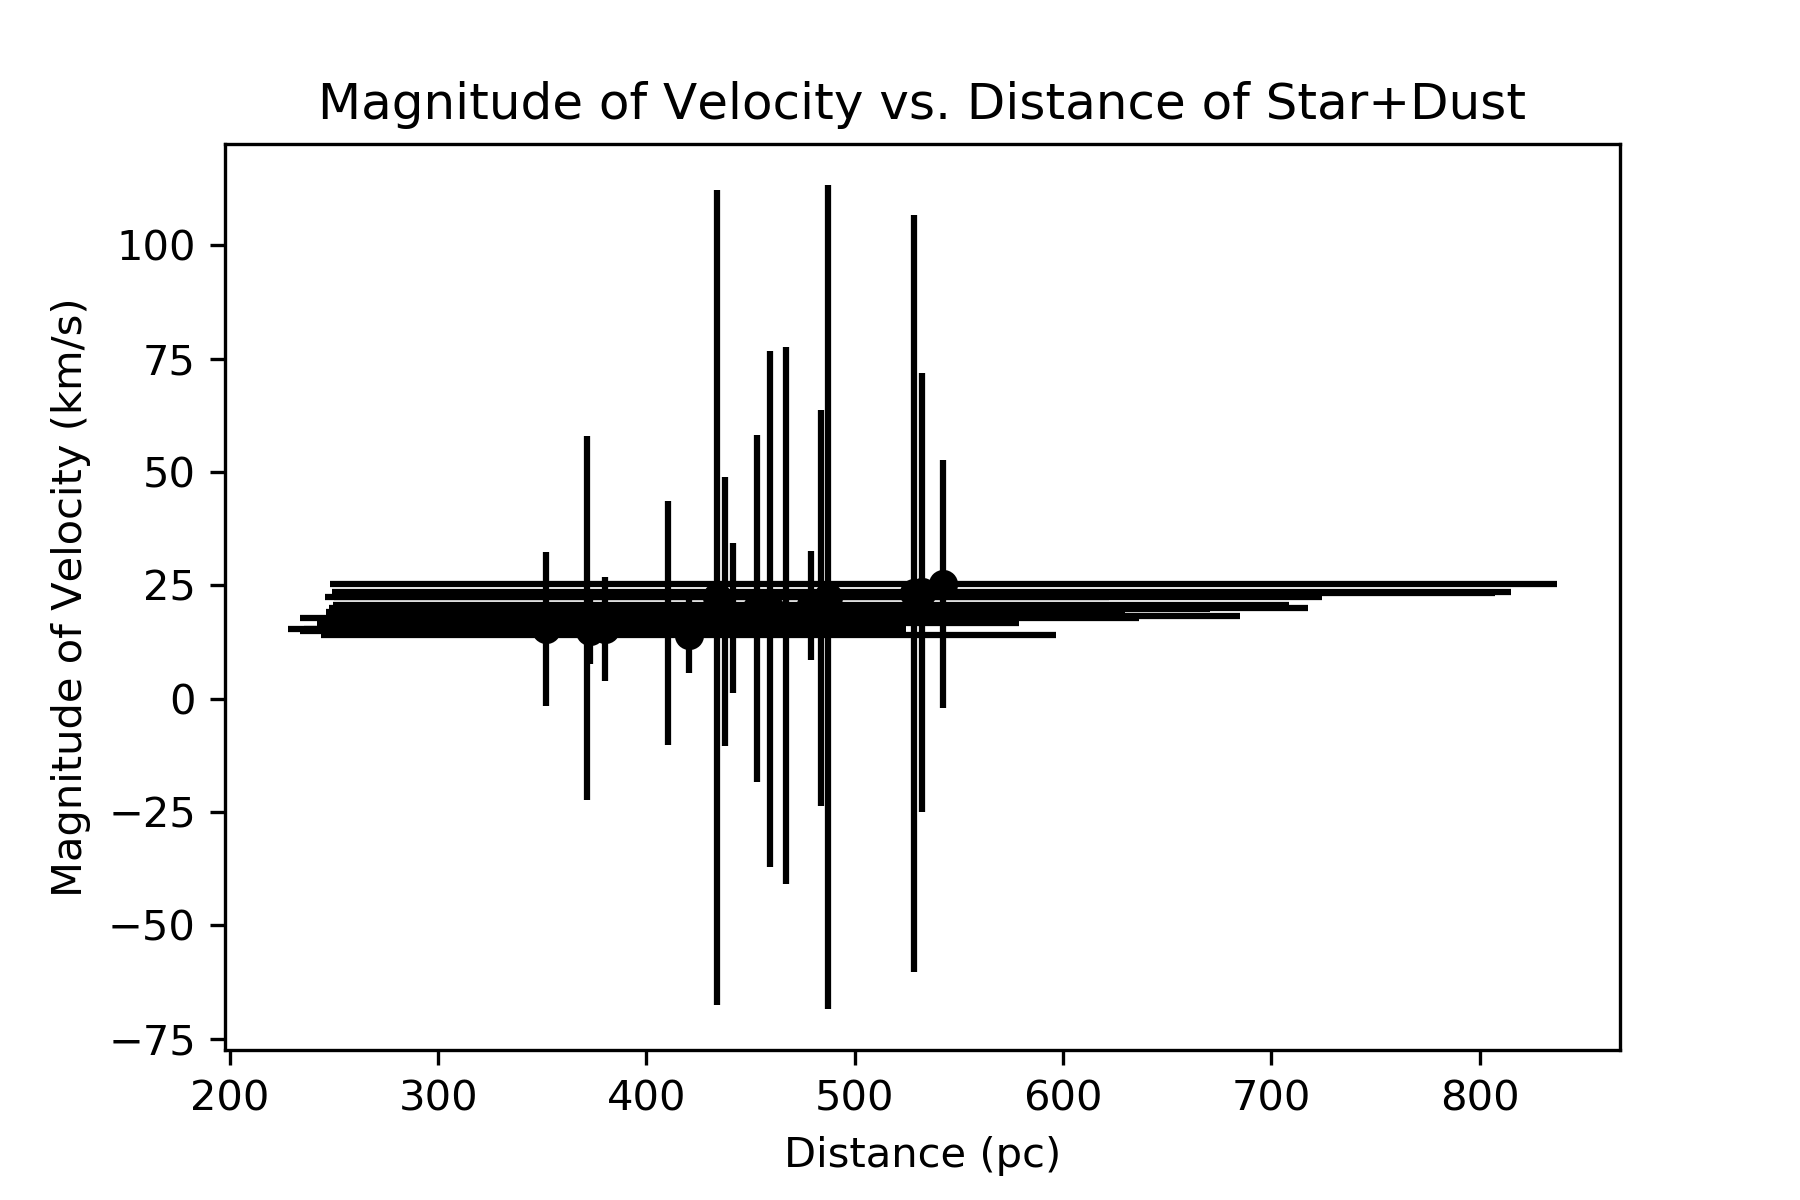 Magnitude of Velocity vs. Distance of Star+Dust
Magnitude of Velocity (km/s)
100
75
50
25
0
−25
−50
−75
200 300 400 500 600 700 800
Distance (pc)